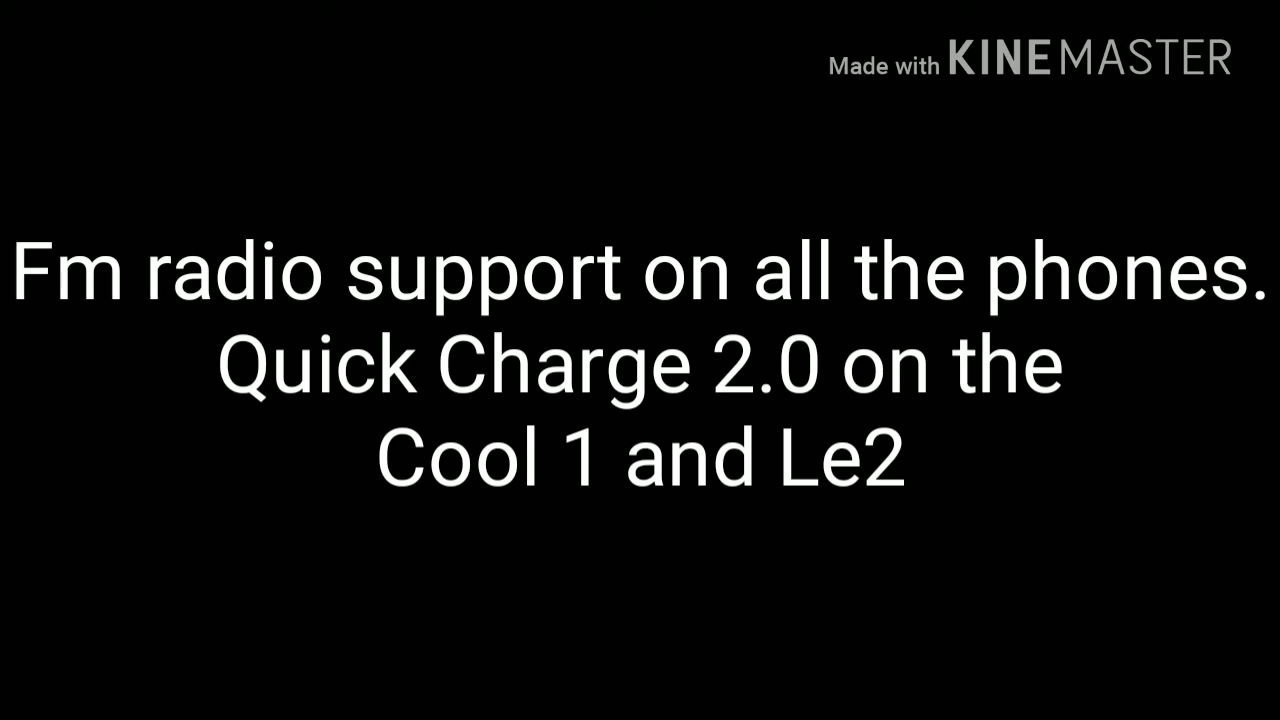 Made with KINEMASTER
Fm radio support on all the phones.
Quick Charge 2.0 on the
Cool 1 and Le2